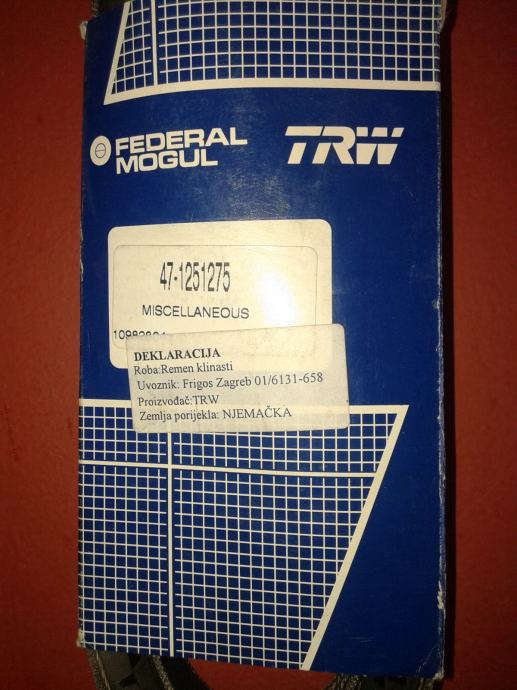 FEDERAL
MOGUL
TRW
47-1251275
MISCELLANEOUS
DEKLARACIJA
Roba:Remen klinasti
Uvoznik: Frigos Zagreb 01/6131-658
Proizvođač:TRW
Zemlja porijekla: NJEMAČKA